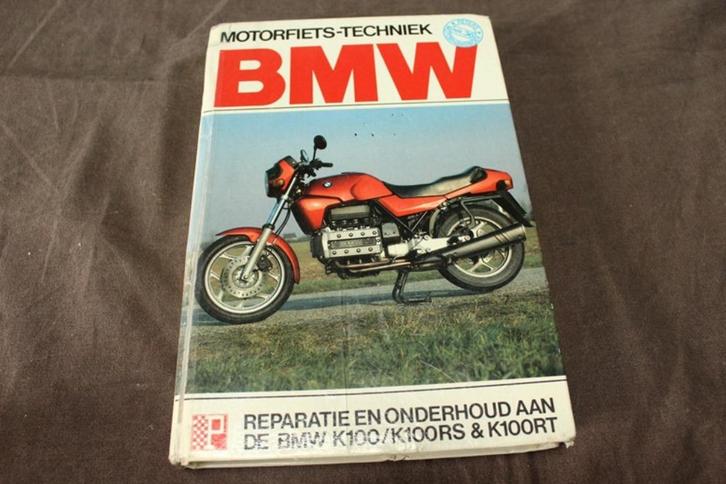 MOTORFIETS-TECHNIEK
BMW
P
REPARATIE EN ONDERHOUD AAN
DE BMW K100/K100RS & K100RT